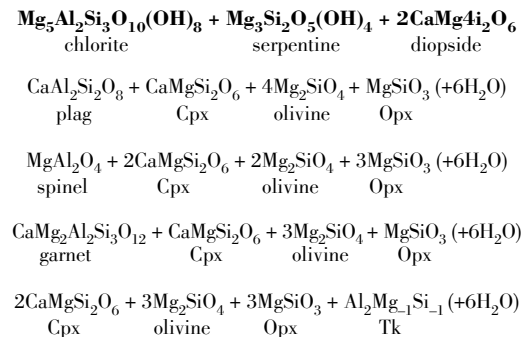 Mg₅Al₂Si₃O₁₀(OH)₈ + Mg₃Si₂O₅(OH)₄ + 2CaMg4i₂O₆
chlorite serpentine diopside
CaAl₂Si₂O₈ + CaMgSi₂O₆ + 4Mg₂SiO₄ + MgSiO₃ (+6H₂O)
plag Cpx olivine Opx
MgAl₂O₄ + 2CaMgSi₂O₆ + 2Mg₂SiO₄ + 3MgSiO₃ (+6H₂O)
spinel Cpx olivine Opx
CaMg₂Al₂Si₃O₁₂ + CaMgSi₂O₆ + 3Mg₂SiO₄ + MgSiO₃ (+6H₂O)
garnet Cpx olivine Opx
2CaMgSi₂O₆ + 3Mg₂SiO₄ + 3MgSiO₃ + Al₂Mg₋₁Si₋₁ (+6H₂O)
Cpx olivine Opx Tk